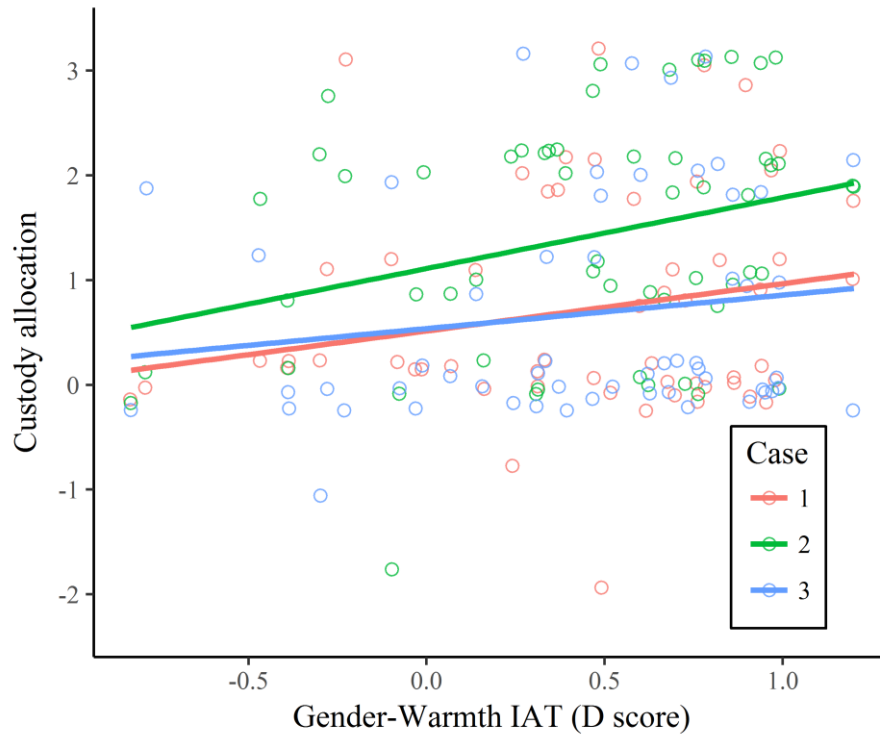 3
2
1
0
-1
-2
Custody allocation
Case
1
2
3
-0.5 0.0 0.5 1.0
Gender-Warmth IAT (D score)